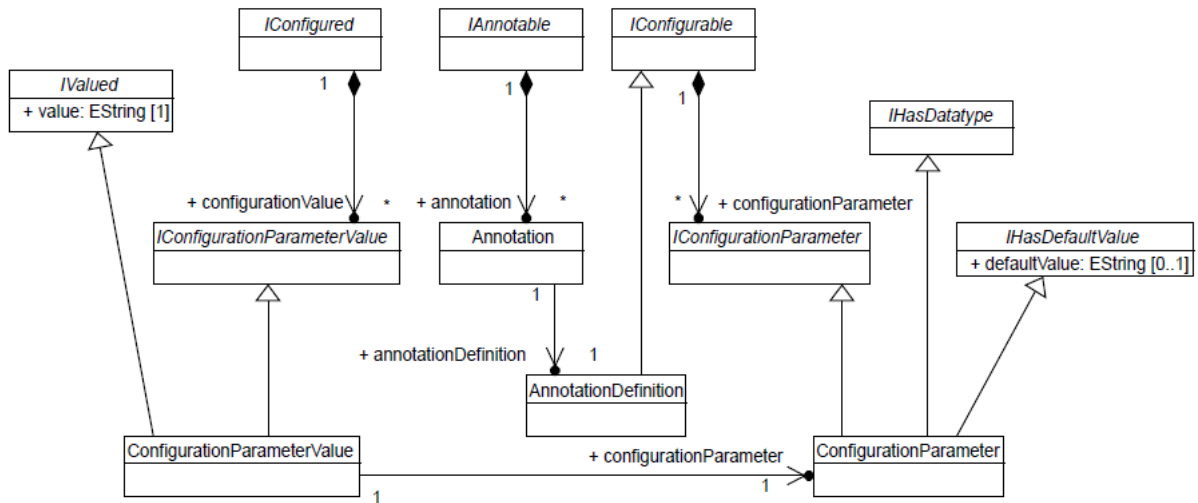 IConfigured
IAnnotable
IConfigurable
1
1
1
IValued
+ value: EString [1]
IHasDatatype
+ configurationValue
*
+ annotation
*
*
+ configurationParameter
IConfigurationParameterValue
Annotation
IConfigurationParameter
IHasDefaultValue
+ defaultValue: EString [0..1]
1
+ annotationDefinition
1
AnnotationDefinition
ConfigurationParameterValue
+ configurationParameter
ConfigurationParameter
1
1